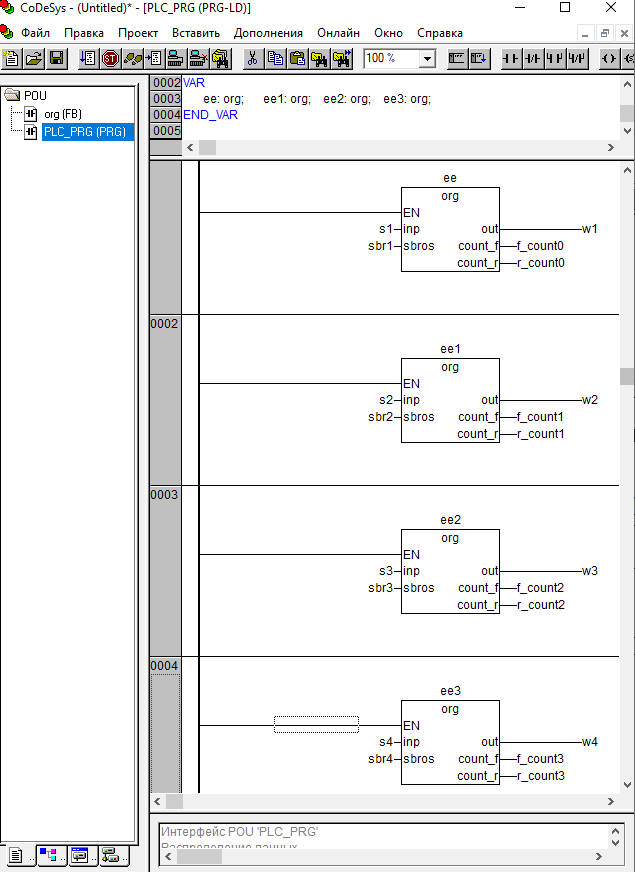 CoDeSys - (Untitled)* - [PLC_PRG (PRG-LD)]
Файл Правка Проект Вставить Дополнения Онлайн Окно Справка
100 %
POU
org (FB)
PLC_PRG (PRG)
0002 VAR
0003 ee: org; ee1: org; ee2: org; ee3: org;
0004 END_VAR
0005
ee
org
EN
s1 inp out w1
sbr1 sbros count_f f_count0
count_r r_count0
0002
ee1
org
EN
s2 inp out w2
sbr2 sbros count_f f_count1
count_r r_count1
0003
ee2
org
EN
s3 inp out w3
sbr3 sbros count_f f_count2
count_r r_count2
0004
ee3
org
EN
s4 inp out w4
sbr4 sbros count_f f_count3
count_r r_count3
Интерфейс POU 'PLC_PRG'
Распределение данных